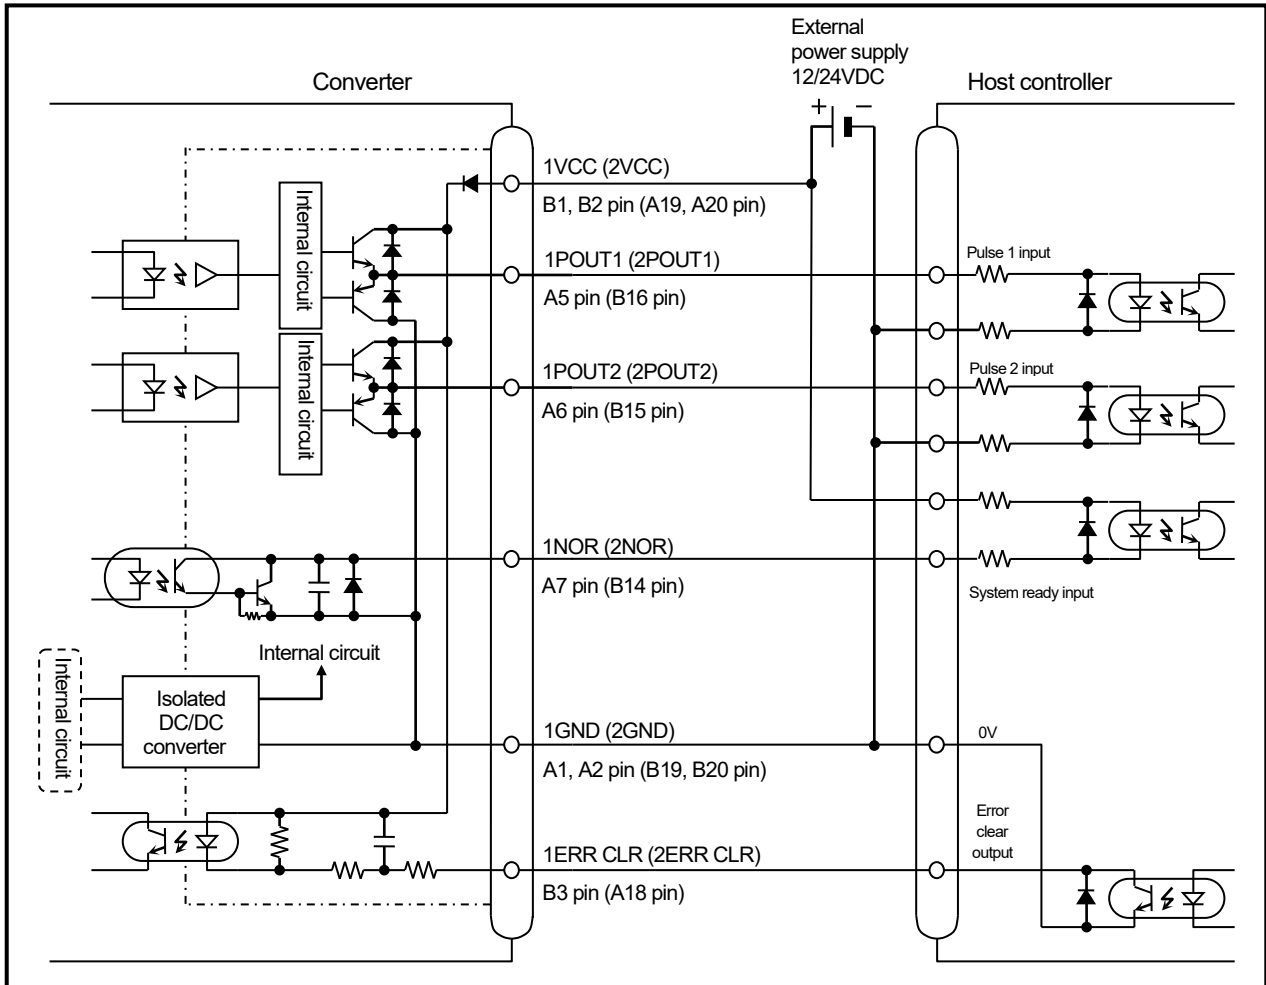 External
power supply
12/24VDC
Converter
Host controller
+
−
1VCC (2VCC)
B1, B2 pin (A19, A20 pin)
Internal circuit
1POUT1 (2POUT1)
A5 pin (B16 pin)
Pulse 1 input
Internal circuit
1POUT2 (2POUT2)
A6 pin (B15 pin)
Pulse 2 input
1NOR (2NOR)
A7 pin (B14 pin)
System ready input
Internal circuit
Internal circuit
Isolated
DC/DC
converter
1GND (2GND)
A1, A2 pin (B19, B20 pin)
0V
Error
clear
output
1ERR CLR (2ERR CLR)
B3 pin (A18 pin)